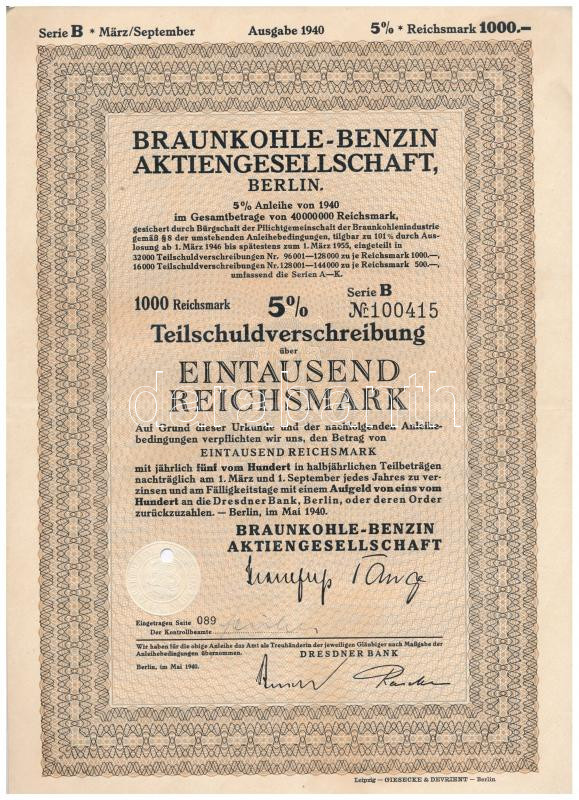 Serie B * März/September Ausgabe 1940 5% * Reichsmark 1000.—
BRAUNKOHLE-BENZIN
AKTIENGESELLSCHAFT,
BERLIN.
5% Anleihe von 1940
im Gesamtbetrage von 40000000 Reichsmark,
gesichert durch Bürgschaft der Pflichtgemeinschaft der Braunkohlenindustrie
gemäß § 8 der umstehenden Anleihebedingungen, tilgbar zu 101% durch Aus-
losung ab 1. März 1946 bis spätestens zum 1. März 1955, eingeteilt in
32000 Teilschuldverschreibungen Nr. 96001—128000 zu je Reichsmark 1000.—,
16000 Teilschuldverschreibungen Nr. 128001—144000 zu je Reichsmark 500.—,
umfassend die Serien A—K.
1000 Reichsmark 5% Serie B
№ 100415
Teilschuldverschreibung
über
EINTAUSEND
REICHSMARK
Auf Grund dieser Urkunde und der nachfolgenden Anleihe-
bedingungen verpflichten wir uns, den Betrag von
EINTAUSEND REICHSMARK
mit jährlich fünf vom Hundert in halbjährlichen Teilbeträgen
nachträglich am 1. März und 1. September jedes Jahres zu ver-
zinsen und am Fälligkeitstage mit einem Aufgeld von eins vom
Hundert an die Dresdner Bank, Berlin, oder deren Order
zurückzuzahlen. — Berlin, im Mai 1940.
BRAUNKOHLE-BENZIN
AKTIENGESELLSCHAFT
Eingetragen Seite 089
Der Kontrollbeamte
Wir haben für die obige Anleihe das Amt als Treuhänderin der jeweiligen Gläubiger nach Maßgabe der
Anleihebedingungen übernommen. DRESDNER BANK
Berlin, im Mai 1940.
Leipzig — GIESECKE & DEVRIENT — Berlin